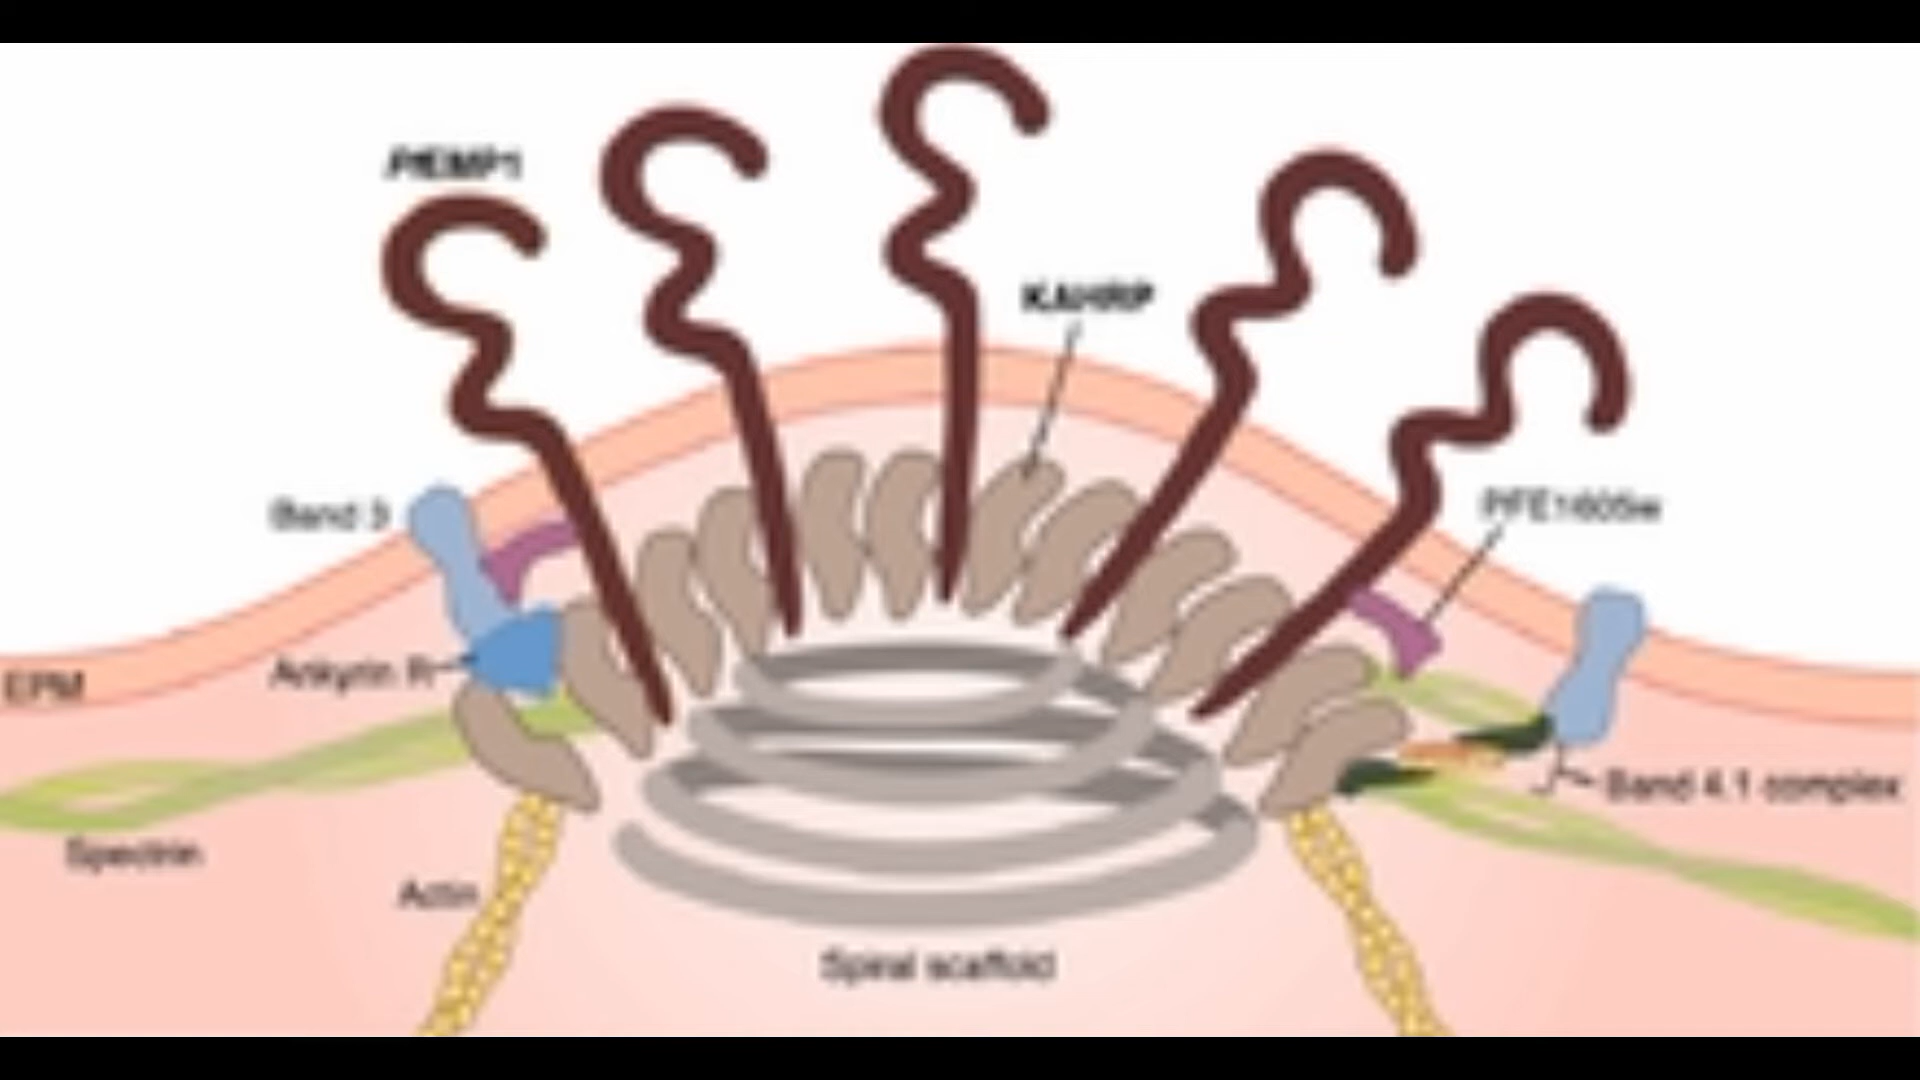 PfEMP1
KAHRP
Band 3
PFE1605w
Ankyrin R
EPM
Band 4.1 complex
Spectrin
Actin
Spiral scaffold